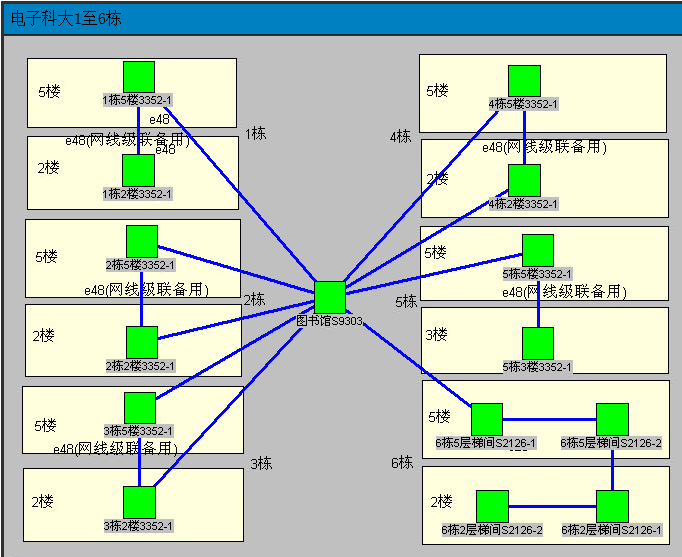 电子科大1至6栋
5楼
1栋5楼3352-1
e48
e48(网线级联备用)
e48
2楼
1栋2楼3352-1
1栋
5楼
2栋5楼3352-1
e48(网线级联备用)
2栋
2楼
2栋2楼3352-1
5楼
3栋5楼3352-1
e48(网线级联备用)
3栋
2楼
3栋2楼3352-1
图书馆S9303
5楼
4栋5楼3352-1
4栋
e48(网线级联备用)
2楼
4栋2楼3352-1
5楼
5栋5楼3352-1
e48(网线级联备用)
5栋
3楼
5栋3楼3352-1
5楼
6栋5层梯间S2126-1
6栋5层梯间S2126-2
6栋
2楼
6栋2层梯间S2126-2
6栋2层梯间S2126-1